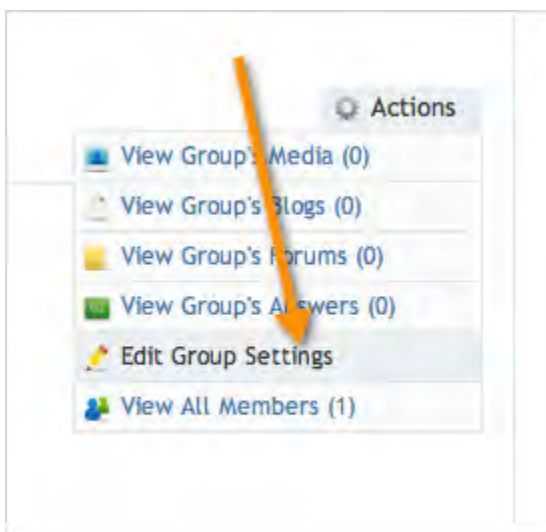 Actions
View Group's Media (0)
View Group's Blogs (0)
View Group's Forums (0)
View Group's Answers (0)
Edit Group Settings
View All Members (1)